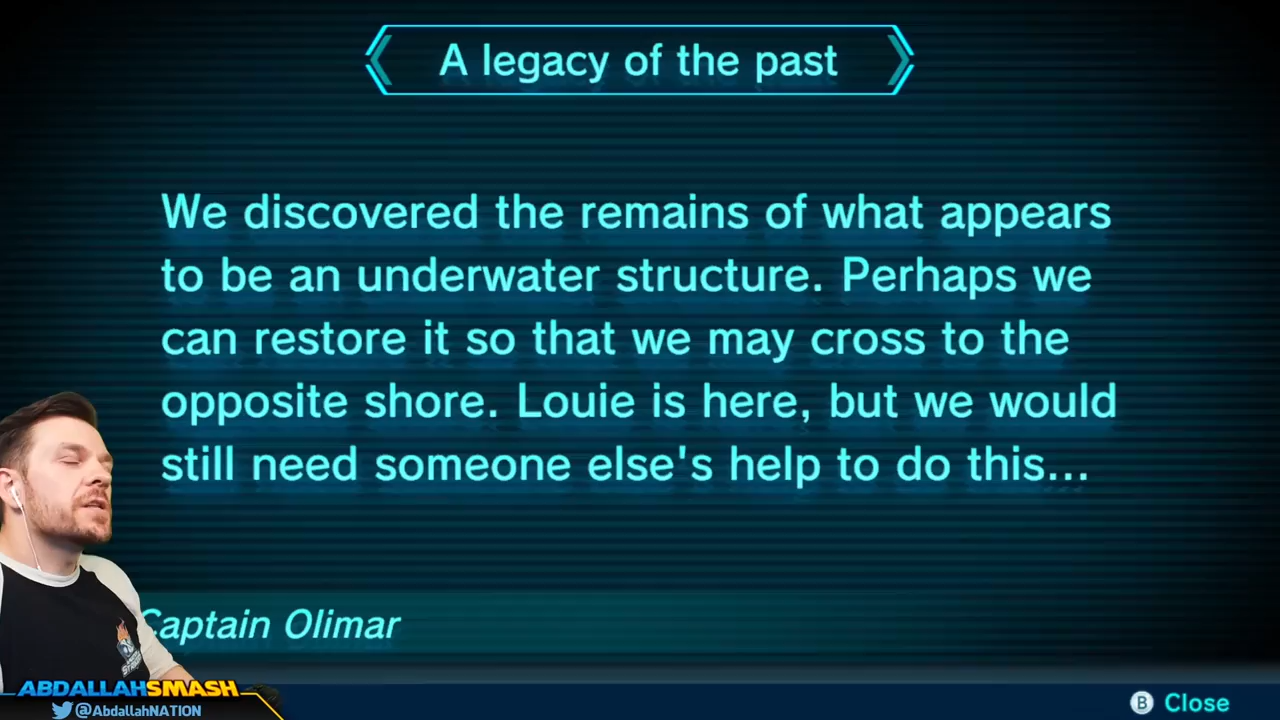 A legacy of the past
We discovered the remains of what appears
to be an underwater structure. Perhaps we
can restore it so that we may cross to the
opposite shore. Louie is here, but we would
still need someone else's help to do this...
Captain Olimar
ABDALLAHSMASH
@AbdallahNATION
B Close